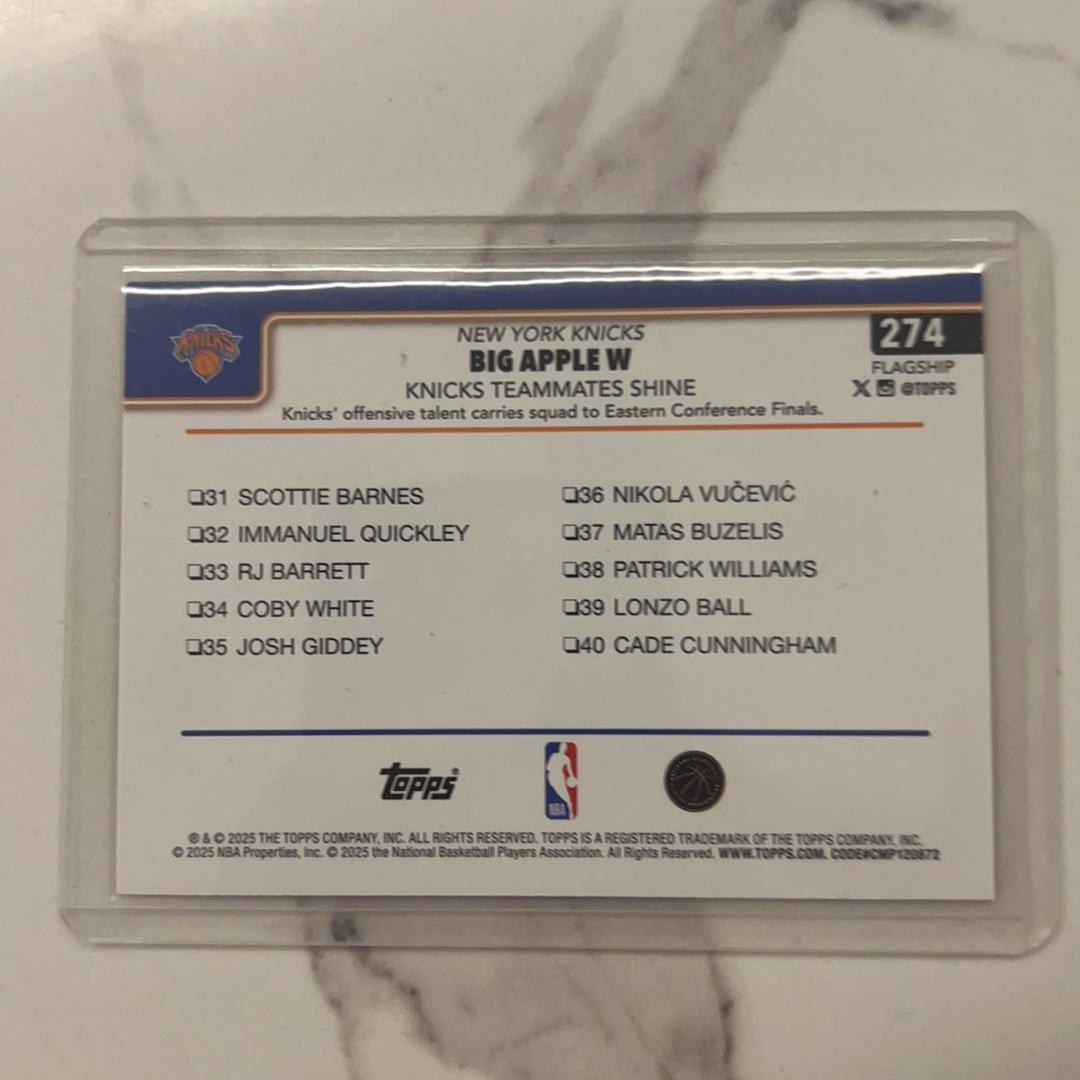 KNICKS
NEW YORK KNICKS
BIG APPLE W
KNICKS TEAMMATES SHINE
Knicks' offensive talent carries squad to Eastern Conference Finals.
274
FLAGSHIP
@TOPPS
❏31 SCOTTIE BARNES
❏32 IMMANUEL QUICKLEY
❏33 RJ BARRETT
❏34 COBY WHITE
❏35 JOSH GIDDEY
❏36 NIKOLA VUČEVIĆ
❏37 MATAS BUZELIS
❏38 PATRICK WILLIAMS
❏39 LONZO BALL
❏40 CADE CUNNINGHAM
topps®
NBA
® & © 2025 THE TOPPS COMPANY, INC. ALL RIGHTS RESERVED. TOPPS IS A REGISTERED TRADEMARK OF THE TOPPS COMPANY, INC.
© 2025 NBA Properties, Inc. © 2025 the National Basketball Players Association. All Rights Reserved. WWW.TOPPS.COM. CODE#CMP120872